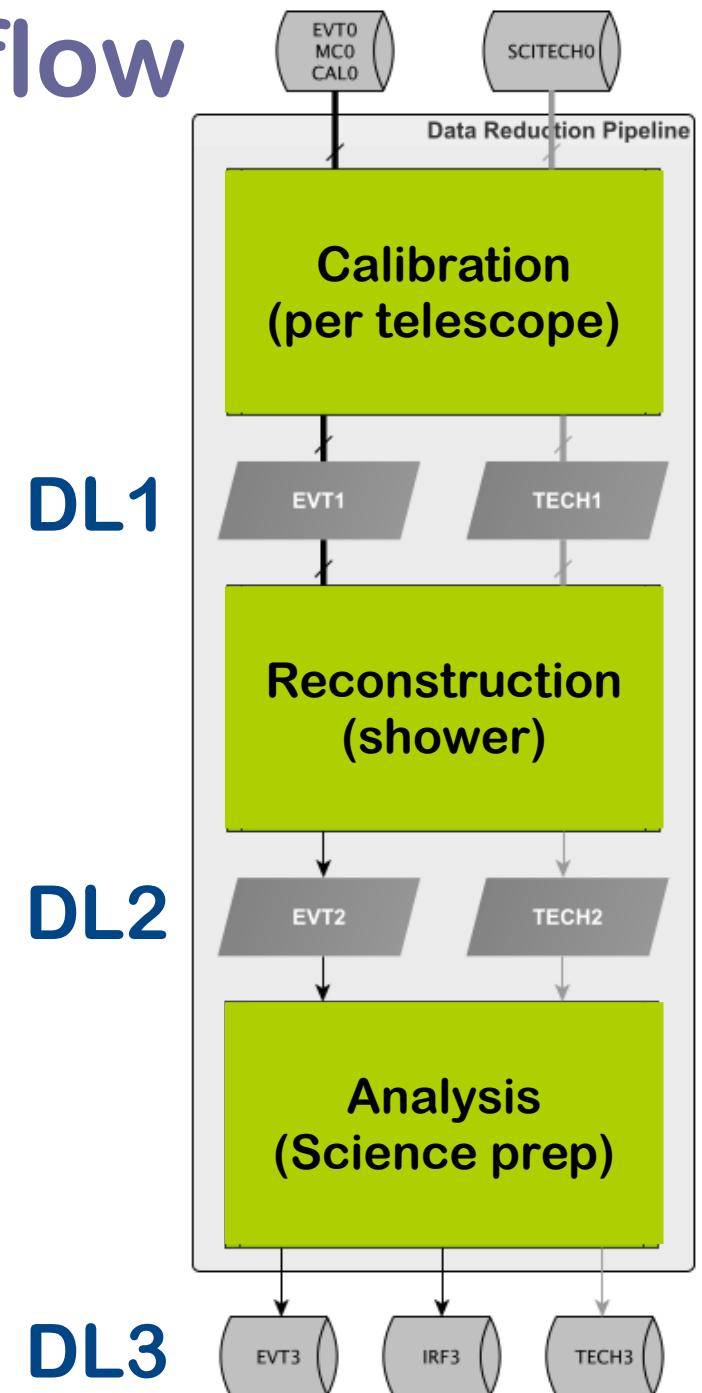 flow
EVT0
MC0
CAL0
SCITECH0
Data Reduction Pipeline
Calibration
(per telescope)
DL1
EVT1
TECH1
Reconstruction
(shower)
DL2
EVT2
TECH2
Analysis
(Science prep)
DL3
EVT3
IRF3
TECH3